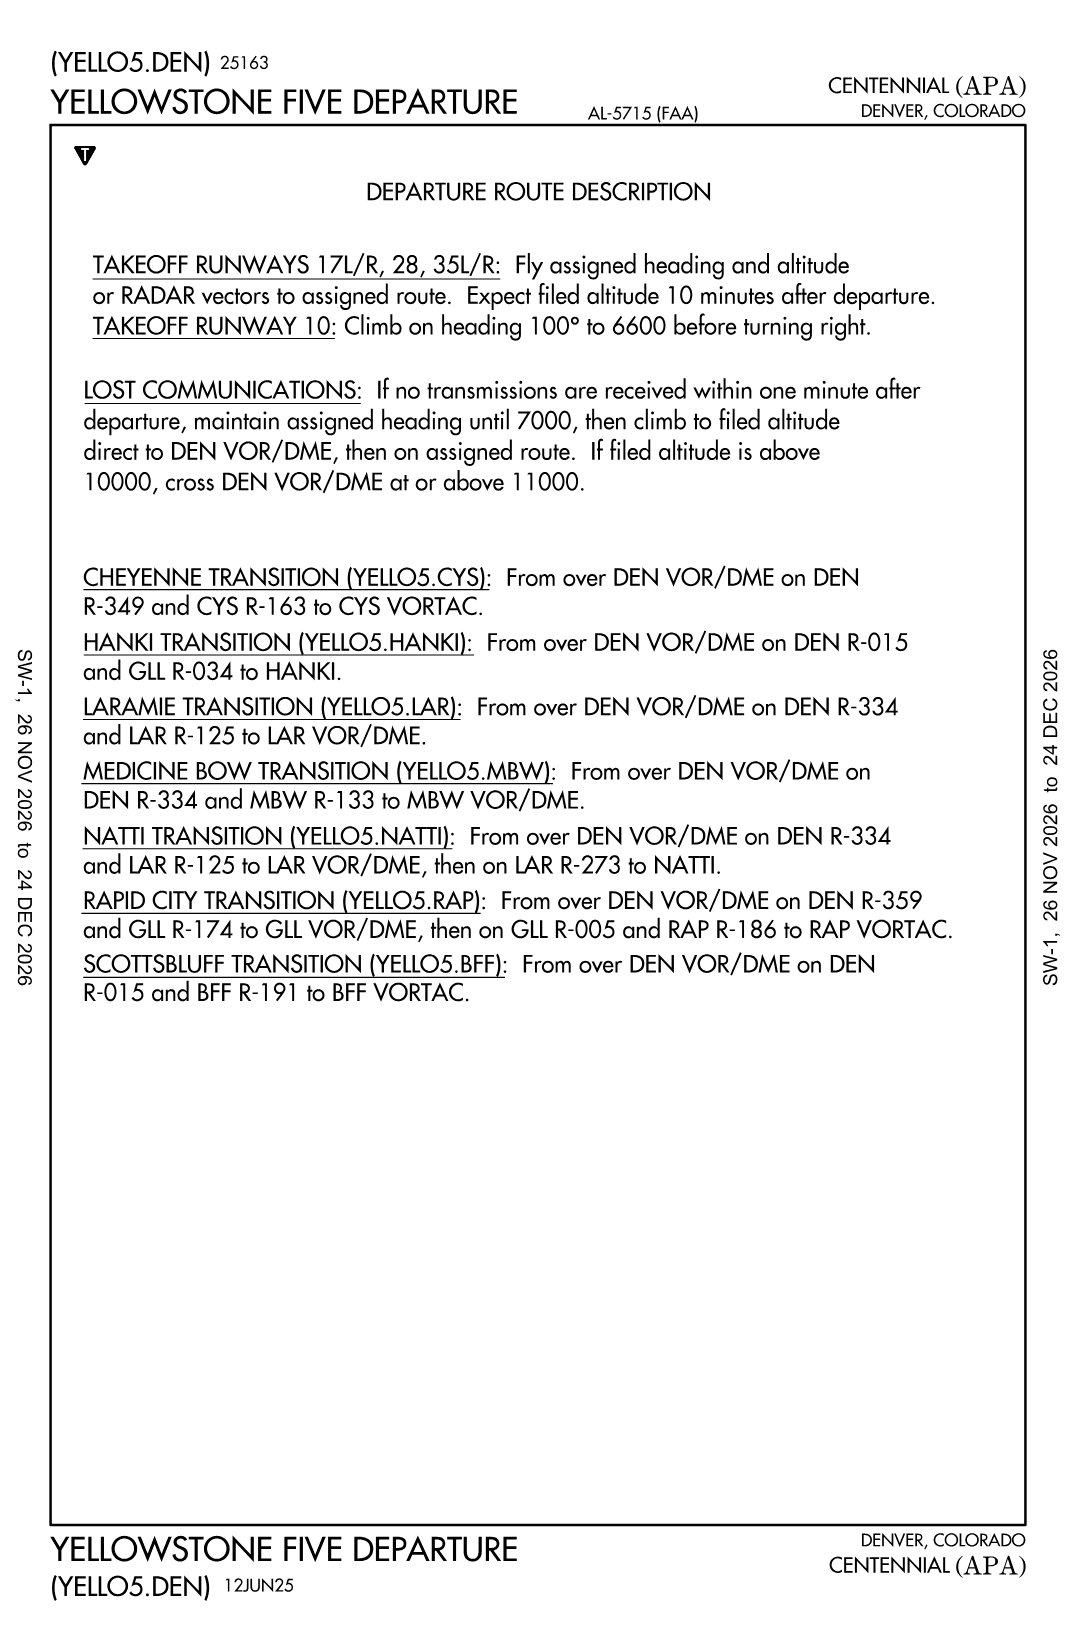 (YELLO5.DEN) 25163
YELLOWSTONE FIVE DEPARTURE
AL-5715 (FAA)
CENTENNIAL (APA)
DENVER, COLORADO
T
DEPARTURE ROUTE DESCRIPTION
TAKEOFF RUNWAYS 17L/R, 28, 35L/R: Fly assigned heading and altitude
or RADAR vectors to assigned route. Expect filed altitude 10 minutes after departure.
TAKEOFF RUNWAY 10: Climb on heading 100° to 6600 before turning right.
LOST COMMUNICATIONS: If no transmissions are received within one minute after
departure, maintain assigned heading until 7000, then climb to filed altitude
direct to DEN VOR/DME, then on assigned route. If filed altitude is above
10000, cross DEN VOR/DME at or above 11000.
CHEYENNE TRANSITION (YELLO5.CYS): From over DEN VOR/DME on DEN
R-349 and CYS R-163 to CYS VORTAC.
HANKI TRANSITION (YELLO5.HANKI): From over DEN VOR/DME on DEN R-015
and GLL R-034 to HANKI.
LARAMIE TRANSITION (YELLO5.LAR): From over DEN VOR/DME on DEN R-334
and LAR R-125 to LAR VOR/DME.
MEDICINE BOW TRANSITION (YELLO5.MBW): From over DEN VOR/DME on
DEN R-334 and MBW R-133 to MBW VOR/DME.
NATTI TRANSITION (YELLO5.NATTI): From over DEN VOR/DME on DEN R-334
and LAR R-125 to LAR VOR/DME, then on LAR R-273 to NATTI.
RAPID CITY TRANSITION (YELLO5.RAP): From over DEN VOR/DME on DEN R-359
and GLL R-174 to GLL VOR/DME, then on GLL R-005 and RAP R-186 to RAP VORTAC.
SCOTTSBLUFF TRANSITION (YELLO5.BFF): From over DEN VOR/DME on DEN
R-015 and BFF R-191 to BFF VORTAC.
SW-1, 26 NOV 2026 to 24 DEC 2026
SW-1, 26 NOV 2026 to 24 DEC 2026
YELLOWSTONE FIVE DEPARTURE
(YELLO5.DEN) 12JUN25
DENVER, COLORADO
CENTENNIAL (APA)